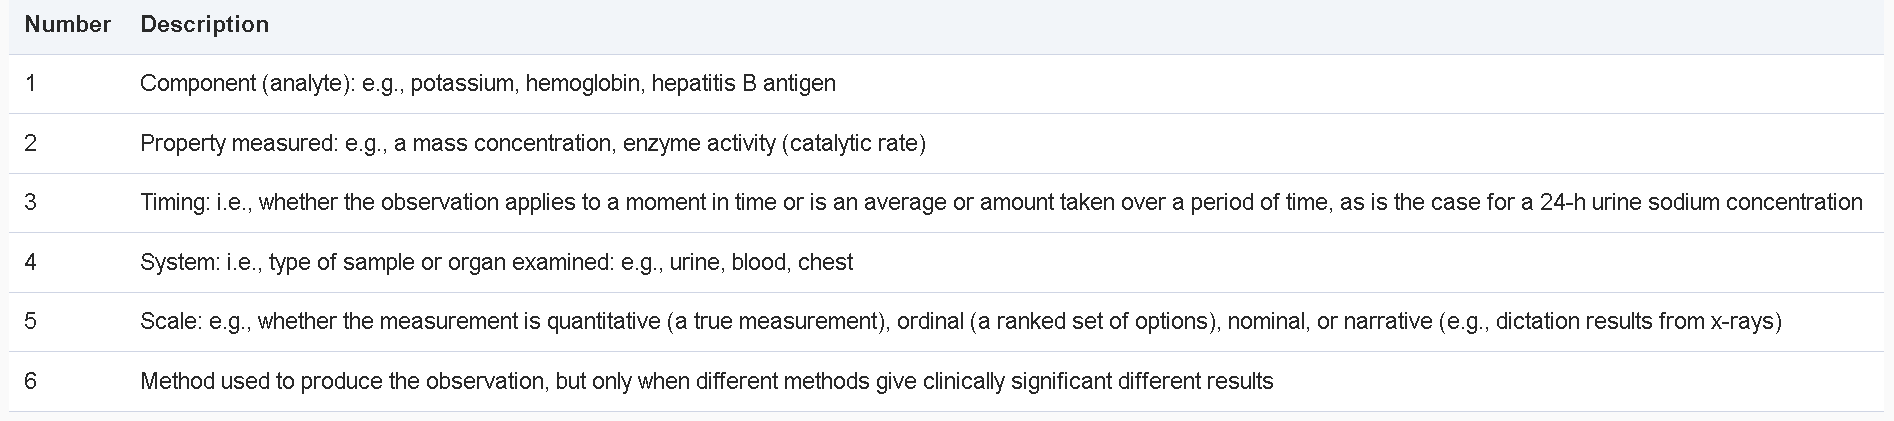 Number Description
1 Component (analyte): e.g., potassium, hemoglobin, hepatitis B antigen
2 Property measured: e.g., a mass concentration, enzyme activity (catalytic rate)
3 Timing: i.e., whether the observation applies to a moment in time or is an average or amount taken over a period of time, as is the case for a 24-h urine sodium concentration
4 System: i.e., type of sample or organ examined: e.g., urine, blood, chest
5 Scale: e.g., whether the measurement is quantitative (a true measurement), ordinal (a ranked set of options), nominal, or narrative (e.g., dictation results from x-rays)
6 Method used to produce the observation, but only when different methods give clinically significant different results